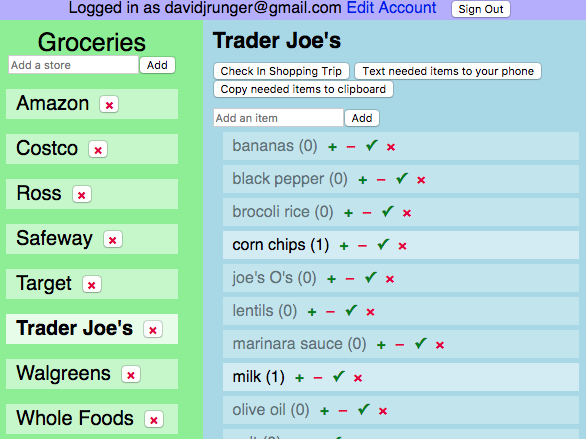 Logged in as davidjrunger@gmail.com Edit Account Sign Out
Groceries
Add a store Add
Amazon ×
Costco ×
Ross ×
Safeway ×
Target ×
Trader Joe's ×
Walgreens ×
Whole Foods ×
Trader Joe's
Check In Shopping Trip Text needed items to your phone
Copy needed items to clipboard
Add an item Add
bananas (0) + − ✔ ×
black pepper (0) + − ✔ ×
brocoli rice (0) + − ✔ ×
corn chips (1) + − ✔ ×
joe's O's (0) + − ✔ ×
lentils (0) + − ✔ ×
marinara sauce (0) + − ✔ ×
milk (1) + − ✔ ×
olive oil (0) + − ✔ ×